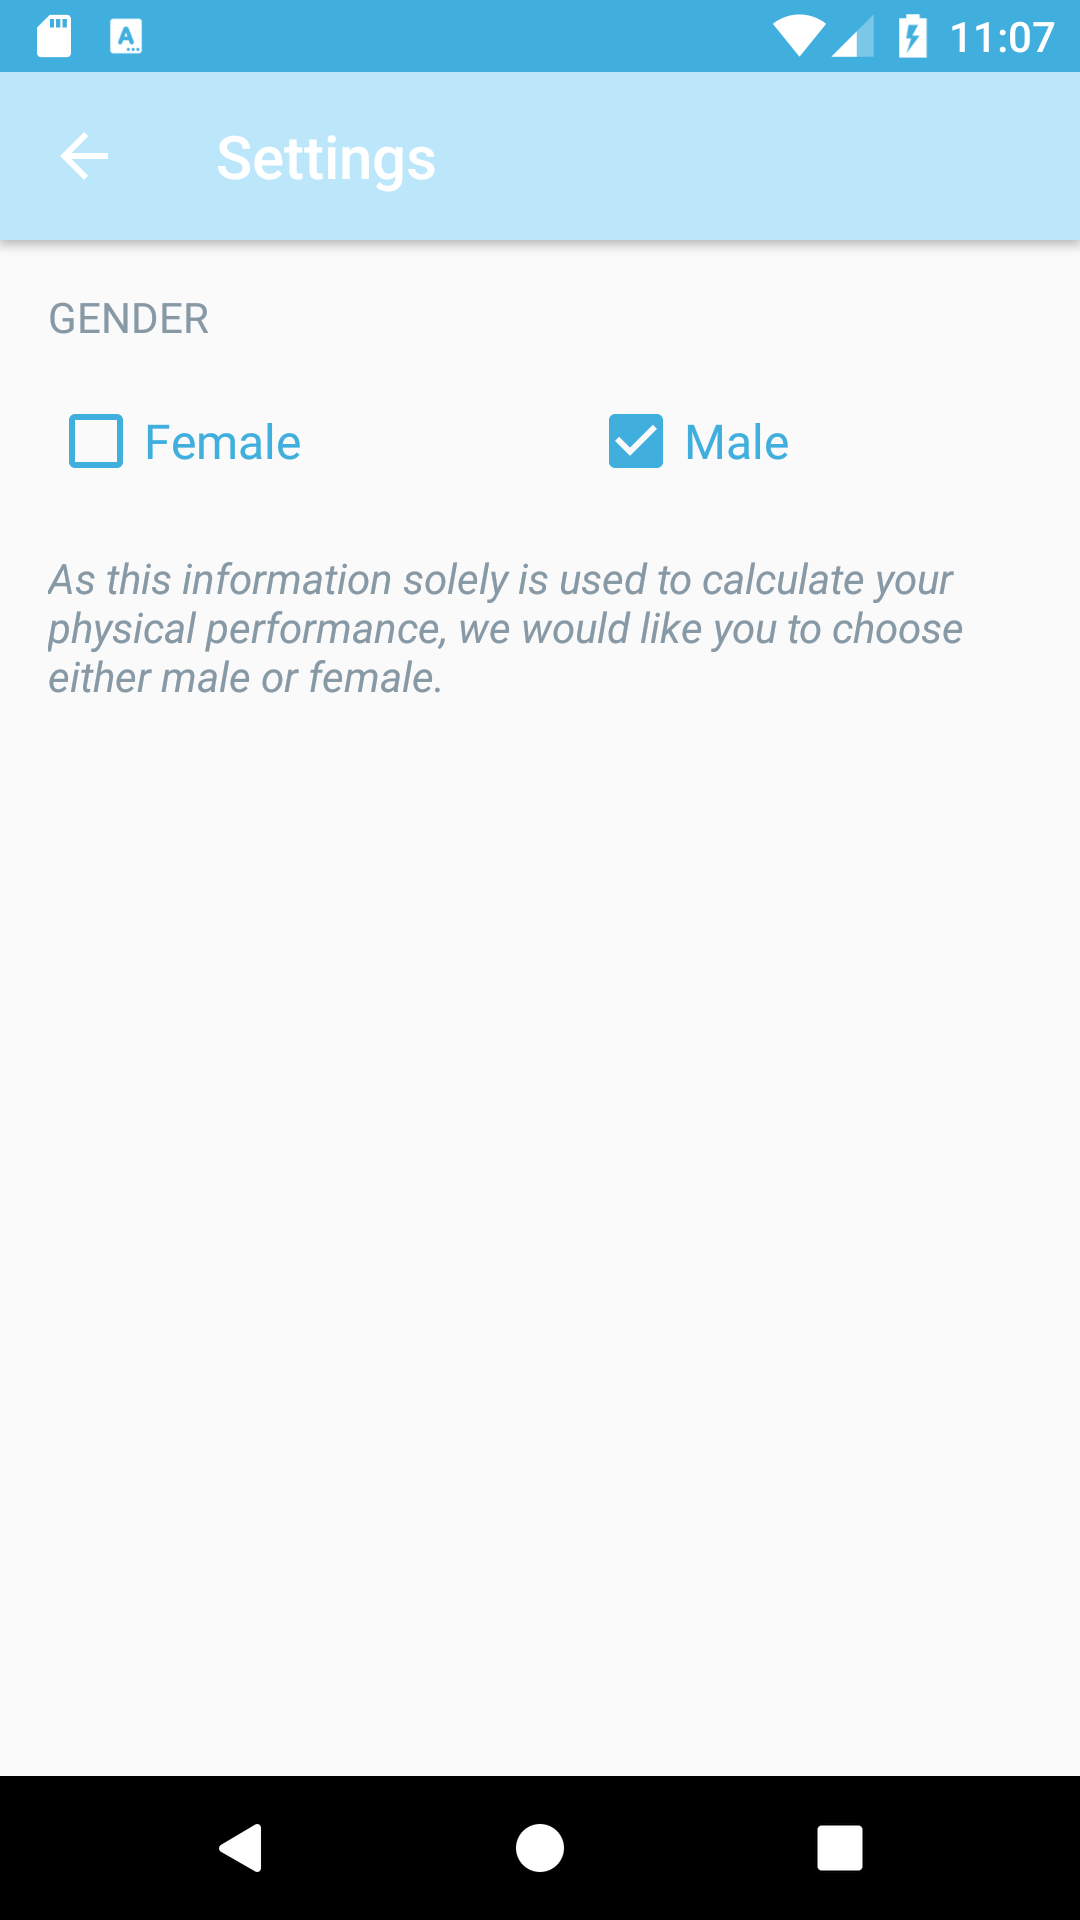 11:07
Settings
GENDER
Female
Male
As this information solely is used to calculate your
physical performance, we would like you to choose
either male or female.